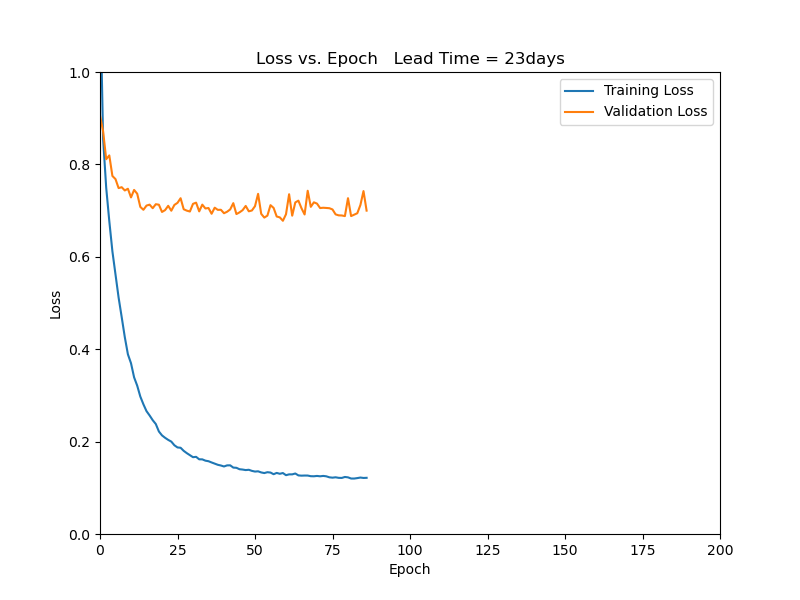 Loss vs. Epoch   Lead Time = 23days
Training Loss
Validation Loss
1.0
0.8
0.6
0.4
0.2
0.0
Loss
0 25 50 75 100 125 150 175 200
Epoch